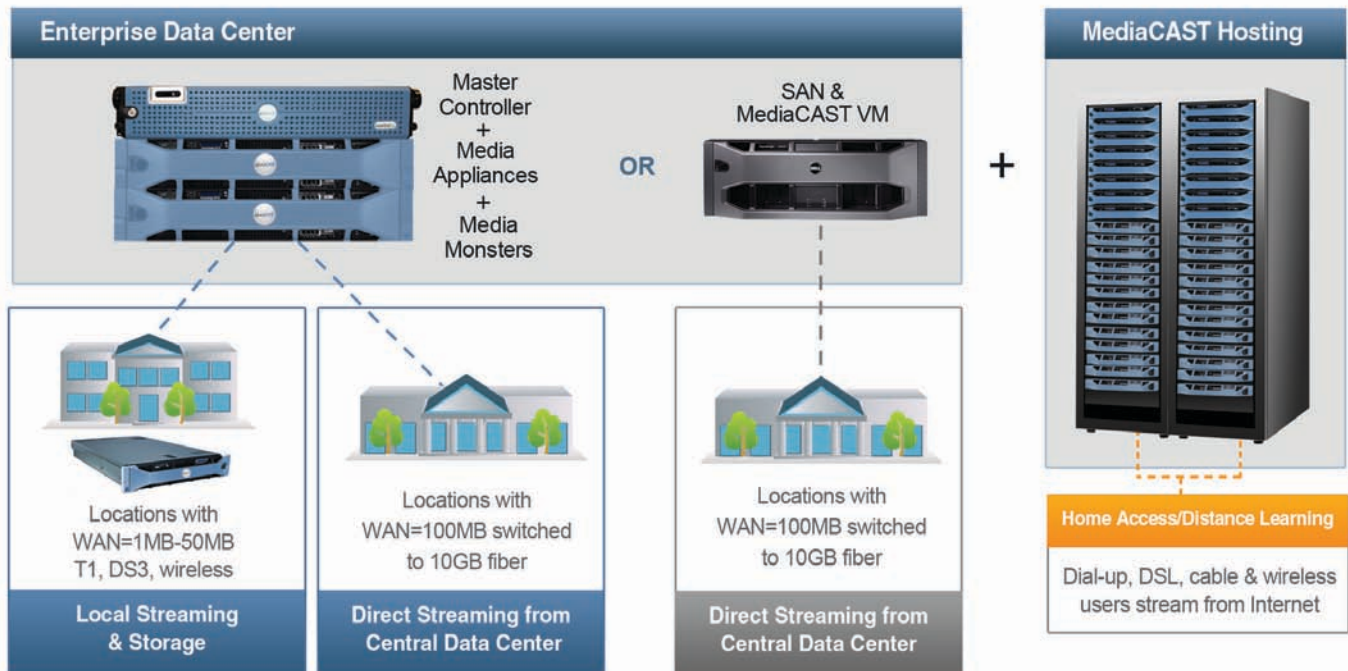 Enterprise Data Center
Master
Controller
+
Media
Appliances
+
Media
Monsters
OR
SAN &
MediaCAST VM
+
MediaCAST Hosting
Locations with
WAN=1MB-50MB
T1, DS3, wireless
Local Streaming
& Storage
Locations with
WAN=100MB switched
to 10GB fiber
Direct Streaming from
Central Data Center
Locations with
WAN=100MB switched
to 10GB fiber
Direct Streaming from
Central Data Center
Home Access/Distance Learning
Dial-up, DSL, cable & wireless
users stream from Internet